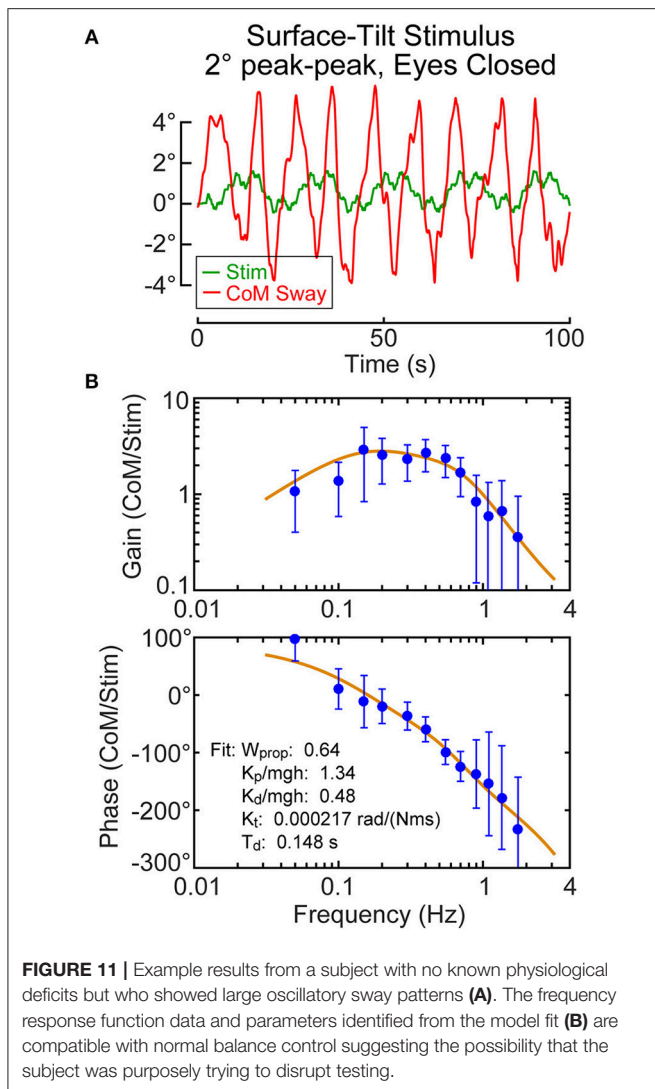 A
Surface-Tilt Stimulus
2° peak-peak, Eyes Closed
4°
2°
0°
-2°
-4°
Stim
CoM Sway
0 50 100
Time (s)
B
10
1
0.1
Gain (CoM/Stim)
0.01 0.1 1 4
100°
0°
-100°
-200°
-300°
Phase (CoM/Stim)
Fit: Wprop: 0.64
Kp/mgh: 1.34
Kd/mgh: 0.48
Kt: 0.000217 rad/(Nms)
Td: 0.148 s
0.01 0.1 1 4
Frequency (Hz)
FIGURE 11 | Example results from a subject with no known physiological
deficits but who showed large oscillatory sway patterns (A). The frequency
response function data and parameters identified from the model fit (B) are
compatible with normal balance control suggesting the possibility that the
subject was purposely trying to disrupt testing.